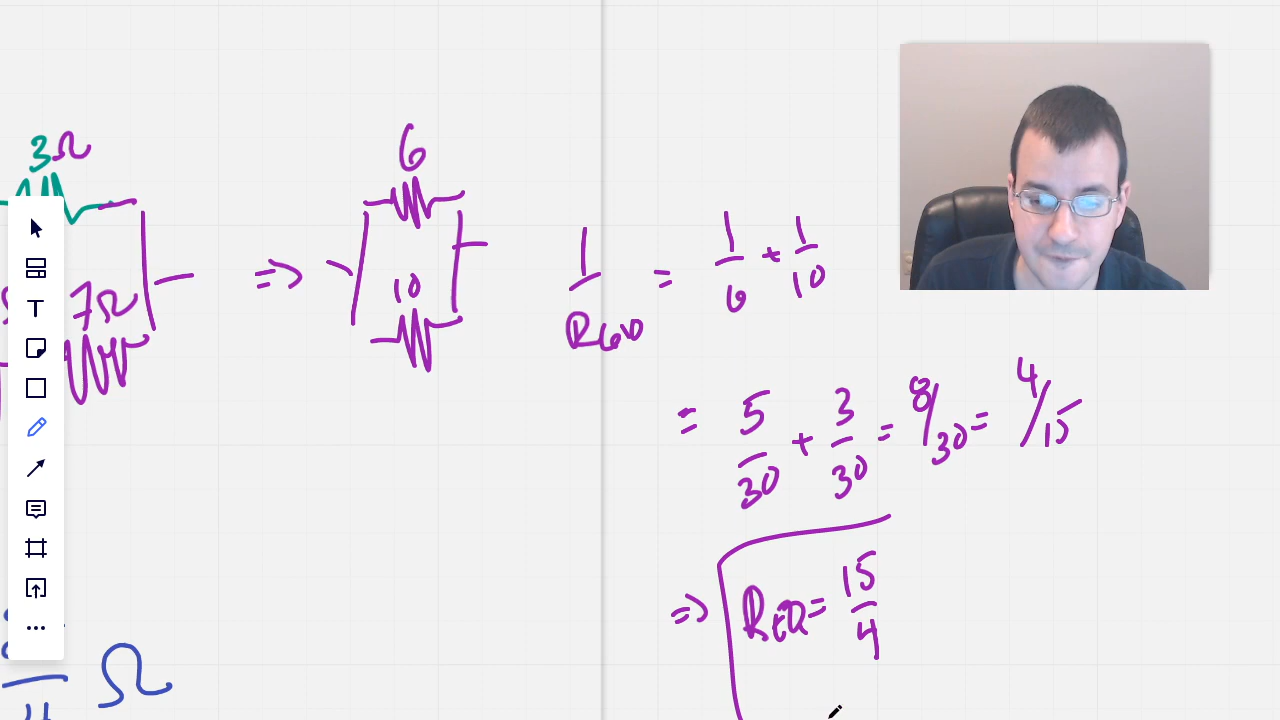 3Ω
7Ω
=>
6
10
1/R = 1/6 + 1/10
= 5/30 + 3/30 = 8/30 = 4/15
=> REQ = 15/4
Ω
T